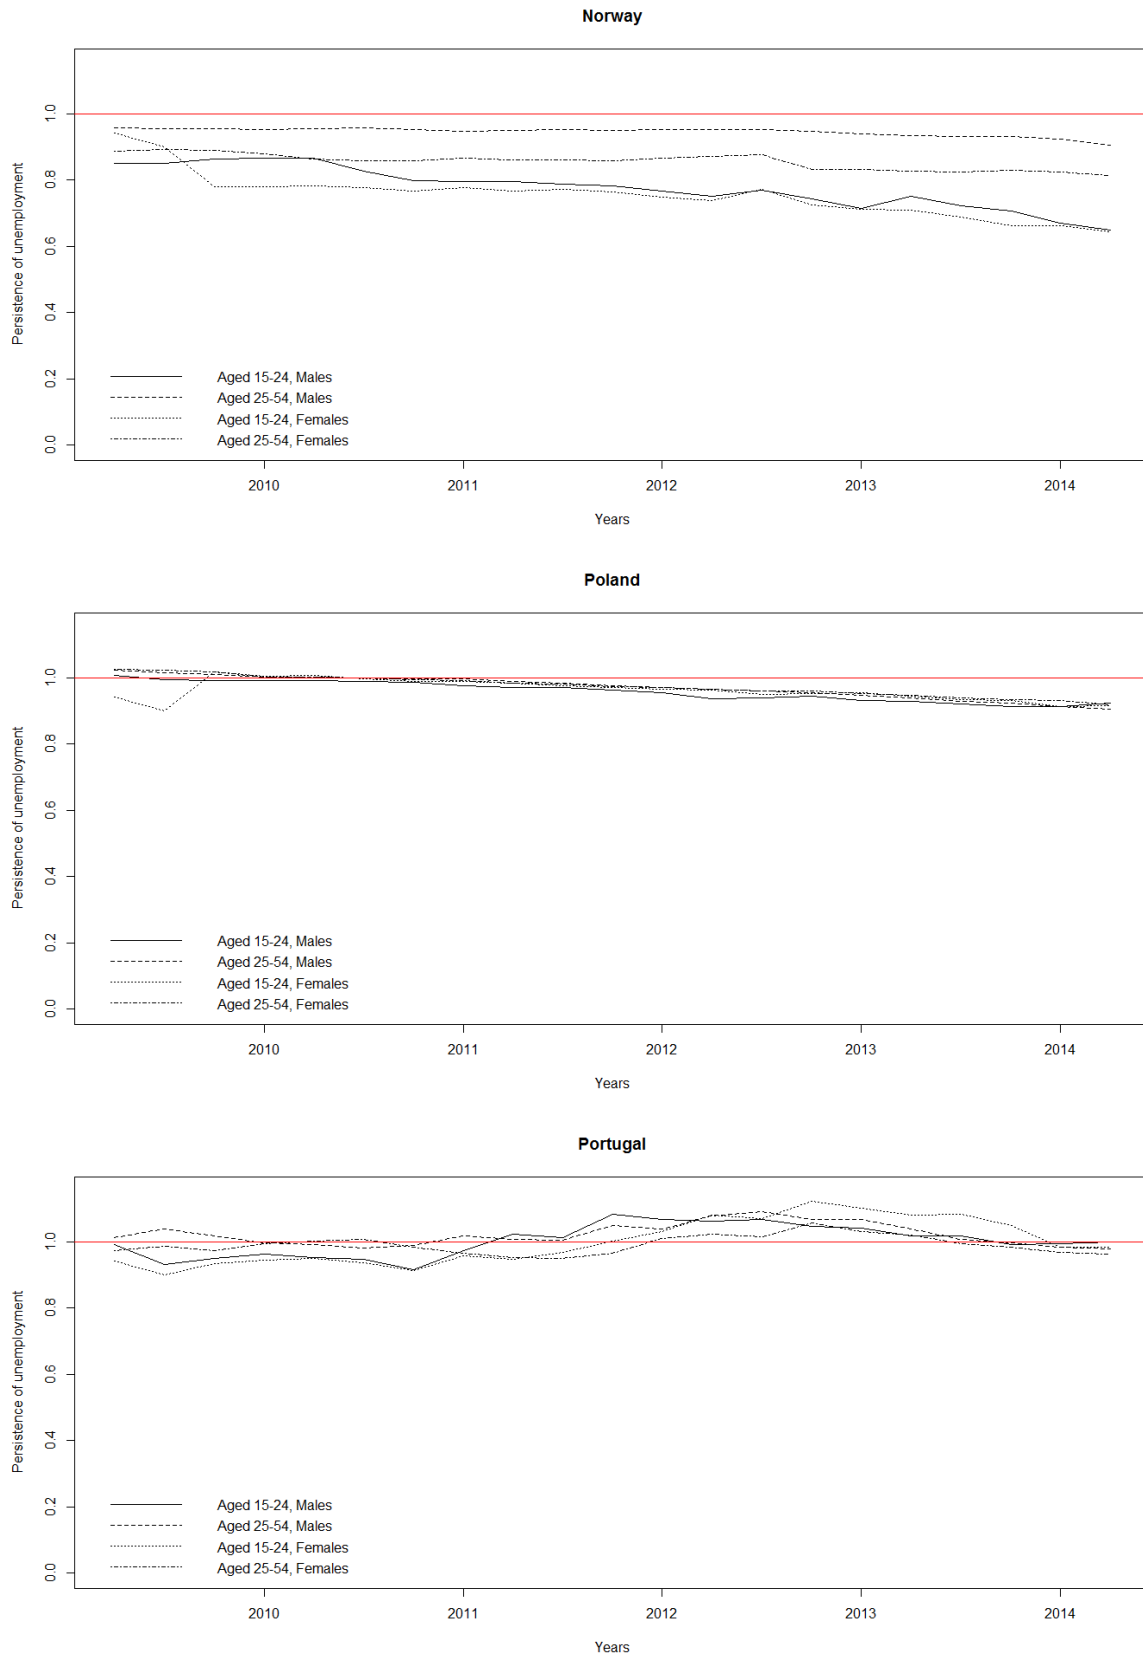 Norway
Persistence of unemployment
1.0
0.8
0.6
0.4
0.2
0.0
Aged 15-24, Males
Aged 25-54, Males
Aged 15-24, Females
Aged 25-54, Females
2010 2011 2012 2013 2014
Years
Poland
Persistence of unemployment
1.0
0.8
0.6
0.4
0.2
0.0
Aged 15-24, Males
Aged 25-54, Males
Aged 15-24, Females
Aged 25-54, Females
2010 2011 2012 2013 2014
Years
Portugal
Persistence of unemployment
1.0
0.8
0.6
0.4
0.2
0.0
Aged 15-24, Males
Aged 25-54, Males
Aged 15-24, Females
Aged 25-54, Females
2010 2011 2012 2013 2014
Years